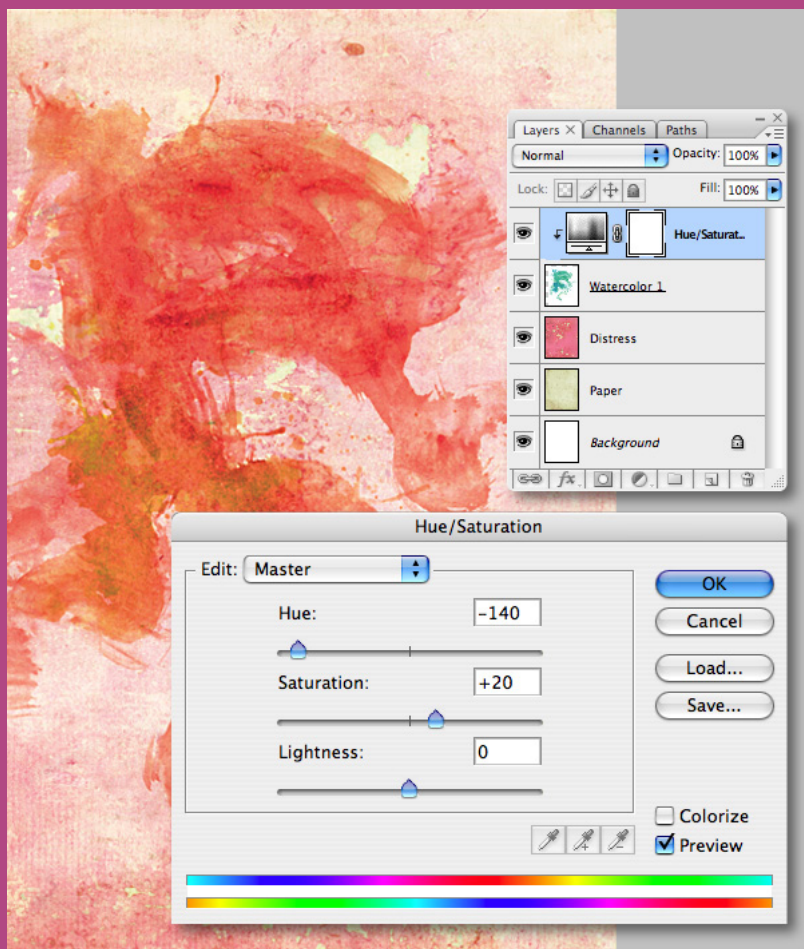 Layers × Channels Paths
Normal Opacity: 100%
Lock: Fill: 100%
Hue/Saturat...
Watercolor 1
Distress
Paper
Background
fx
Hue/Saturation
Edit: Master
OK
Hue: -140
Cancel
Load...
Saturation: +20
Save...
Lightness: 0
Colorize
Preview